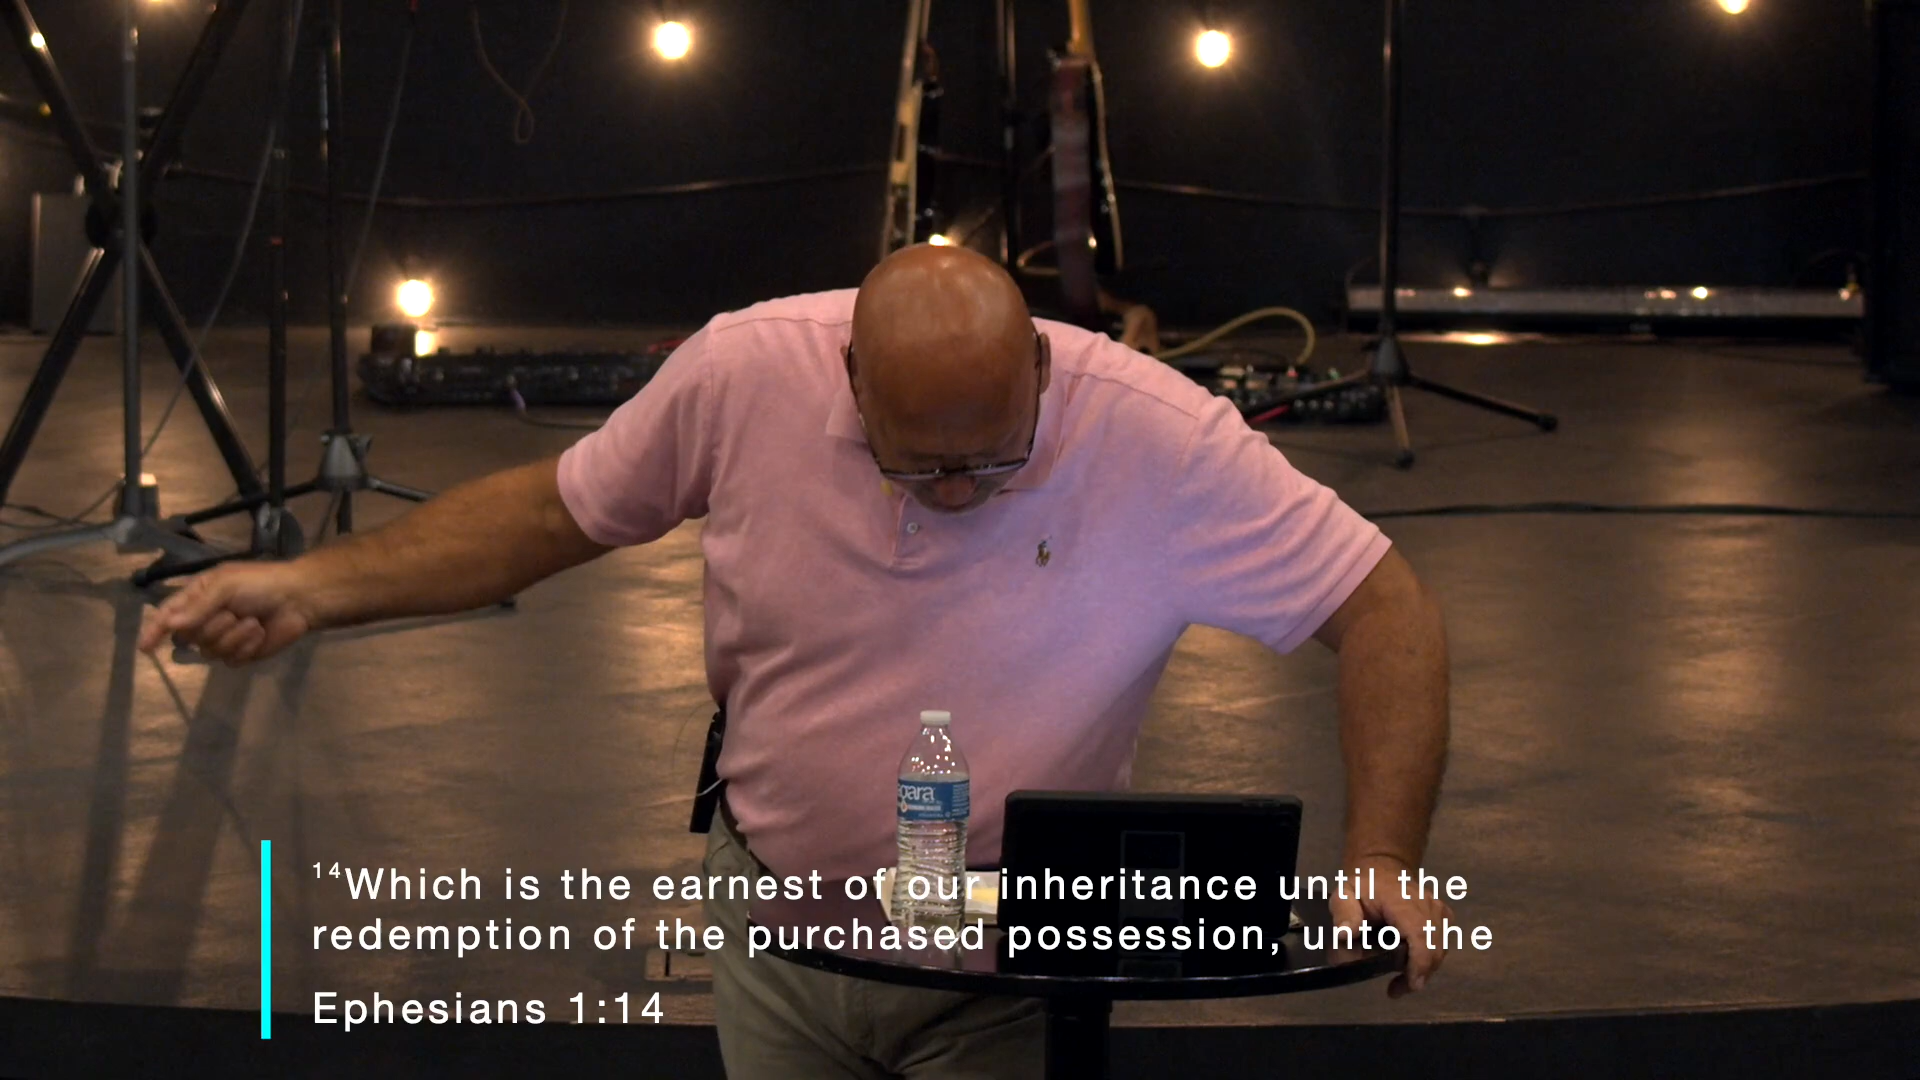 gara
14Which is the earnest of our inheritance until the
redemption of the purchased possession, unto the
Ephesians 1:14